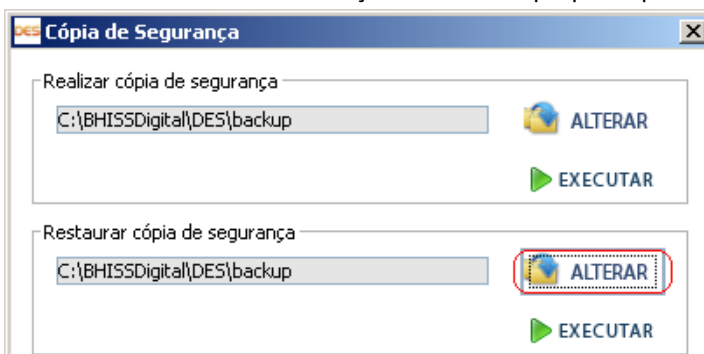 DES Cópia de Segurança
Realizar cópia de segurança
C:\BHISSDigital\DES\backup
ALTERAR
EXECUTAR
Restaurar cópia de segurança
C:\BHISSDigital\DES\backup
ALTERAR
EXECUTAR